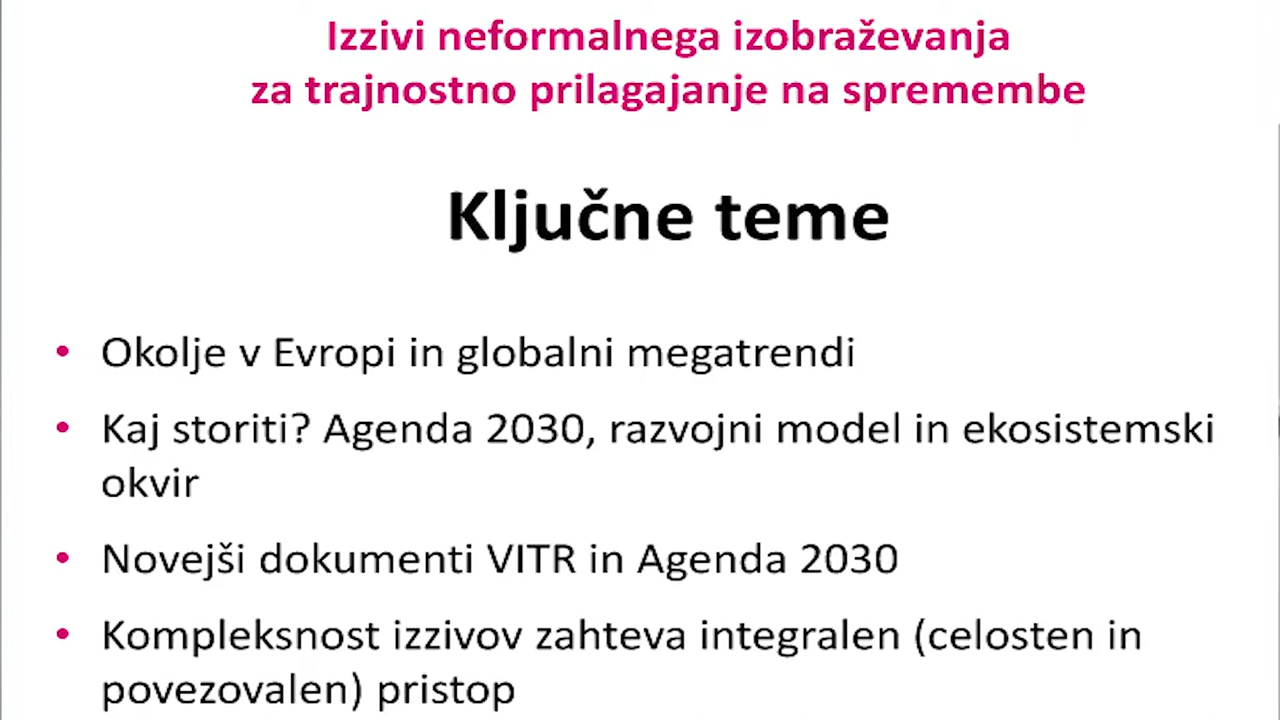 Izzivi neformalnega izobraževanja
za trajnostno prilagajanje na spremembe
Ključne teme
• Okolje v Evropi in globalni megatrendi
• Kaj storiti? Agenda 2030, razvojni model in ekosistemski
okvir
• Novejši dokumenti VITR in Agenda 2030
• Kompleksnost izzivov zahteva integralen (celosten in
povezovalen) pristop